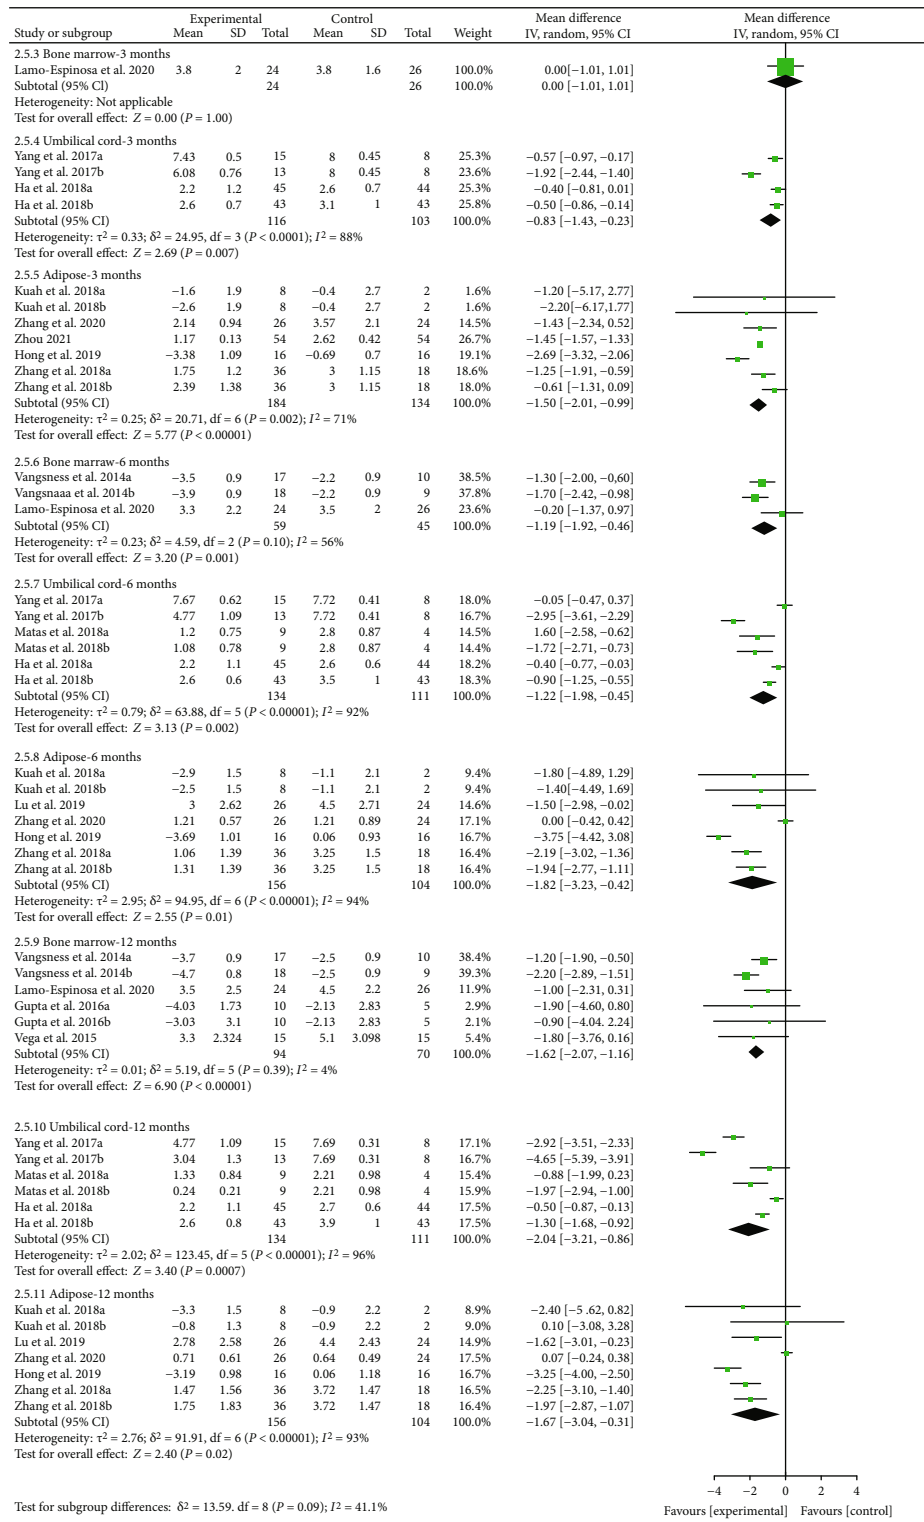 Experimental Control Mean difference Mean difference
Study or subgroup Mean SD Total Mean SD Total Weight IV, random, 95% CI IV, random, 95% CI
2.5.3 Bone marrow-3 months
Lamo-Espinosa et al. 2020 3.8 2 24 3.8 1.6 26 100.0% 0.00[−1.01, 1.01]
Subtotal (95% Cl) 24 26 100.0% 0.00 [−1.01, 1.01]
Heterogeneity: Not applicable
Test for overall effect: Z = 0.00 (P = 1.00)
2.5.4 Umbilical cord-3 months
Yang et al. 2017a 7.43 0.5 15 8 0.45 8 25.3% −0.57 [−0.97, −0.17]
Yang et al. 2017b 6.08 0.76 13 8 0.45 8 23.6% −1.92 [−2.44, −1.40]
Ha et al. 2018a 2.2 1.2 45 2.6 0.7 44 25.3% −0.40 [−0.81, 0.01]
Ha et al. 2018b 2.6 0.7 43 3.1 1 43 25.8% −0.50 [−0.86, −0.14]
Subtotal (95% CI) 116 103 100.0% −0.83 [−1.43, −0.23]
Heterogeneity: τ² = 0.33; δ² = 24.95, df = 3 (P < 0.0001); I² = 88%
Test for overall effect: Z = 2.69 (P = 0.007)
2.5.5 Adipose-3 months
Kuah et al. 2018a −1.6 1.9 8 −0.4 2.7 2 1.6% −1.20 [−5.17, 2.77]
Kuah et al. 2018b −2.6 1.9 8 −0.4 2.7 2 1.6% −2.20[−6.17,1.77]
Zhang et al. 2020 2.14 0.94 26 3.57 2.1 24 14.5% −1.43 [−2.34, 0.52]
Zhou 2021 1.17 0.13 54 2.62 0.42 54 26.7% −1.45 [−1.57, −1.33]
Hong et al. 2019 −3.38 1.09 16 −0.69 0.7 16 19.1% −2.69 [−3.32, −2.06]
Zhang et al. 2018a 1.75 1.2 36 3 1.15 18 18.6% −1.25 [−1.91, −0.59]
Zhang et al. 2018b 2.39 1.38 36 3 1.15 18 18.0% −0.61 [−1.31, 0.09]
Subtotal (95% CI) 184 134 100.0% −1.50 [−2.01, −0.99]
Heterogeneity: τ² = 0.25; δ² = 20.71, df = 6 (P = 0.002); I² = 71%
Test for overall effect: Z = 5.77 (P < 0.00001)
2.5.6 Bone marraw-6 months
Vangsness et al. 2014a −3.5 0.9 17 −2.2 0.9 10 38.5% −1.30 [−2.00, −0,60]
Vangsnaaa et al. 2014b −3.9 0.9 18 −2.2 0.9 9 37.8% −1.70 [−2.42, −0.98]
Lamo-Espinosa et al. 2020 3.3 2.2 24 3.5 2 26 23.6% −0.20 [−1.37, 0.97]
Subtotal (95% CI) 59 45 100.0% −1.19 [−1.92, −0.46]
Heterogeneity: τ² = 0.23; δ² = 4.59, df = 2 (P = 0.10); I² = 56%
Test for overall effect: Z = 3.20 (P = 0.001)
2.5.7 Umbilical cord-6 months
Yang et al. 2017a 7.67 0.62 15 7.72 0.41 8 18.0% −0.05 [−0.47, 0.37]
Yang et al. 2017b 4.77 1.09 13 7.72 0.41 8 16.7% −2.95 [−3.61, −2.29]
Matas et al. 2018a 1.2 0.75 9 2.8 0.87 4 14.5% 1.60 [−2.58, −0.62]
Matas et al. 2018b 1.08 0.78 9 2.8 0.87 4 14.4% −1.72 [−2.71, −0.73]
Ha et al. 2018a 2.2 1.1 45 2.6 0.6 44 18.2% −0.40 [−0.77, −0.03]
Ha et al. 2018b 2.6 0.6 43 3.5 1 43 18.3% −0.90 [−1.25, −0.55]
Subtotal (95% CI) 134 111 100.0% −1.22 [−1.98, −0.45]
Heterogeneity: τ² = 0.79; δ² = 63.88, df = 5 (P < 0.00001); I² = 92%
Test for overall effect: Z = 3.13 (P = 0.002)
2.5.8 Adipose-6 months
Kuah et al. 2018a −2.9 1.5 8 −1.1 2.1 2 9.4% −1.80 [−4,89, 1.29]
Kuah et al. 2018b −2.5 1.5 8 −1.1 2.1 2 9.4% −1.40[−4.49, 1.69]
Lu et al. 2019 3 2.62 26 4.5 2.71 24 14.6% −1.50 [−2.98, −0.02]
Zhang et al. 2020 1.21 0.57 26 1.21 0.89 24 17.1% 0.00 [−0.42, 0.42]
Hong et al. 2019 −3.69 1.01 16 0.06 0.93 16 16.7% −3.75 [−4.42, 3.08]
Zhang et al. 2018a 1.06 1.39 36 3.25 1.5 18 16.4% −2.19 [−3.02, −1.36]
Zhang at al. 2018b 1.31 1.39 36 3.25 1.5 18 16.4% −1.94 [−2.77, −1.11]
Subtotal (95% CI) 156 104 100.0% −1.82 [−3.23, −0.42]
Heterogeneity: τ² = 2.95; δ² = 94.95, df = 6 (P < 0.00001); I² = 94%
Test for overall effect: Z = 2.55 (P = 0.01)
2.5.9 Bone marrow-12 months
Vangsness et al. 2014a −3.7 0.9 17 −2.5 0.9 10 38.4% −1.20 [−1.90, −0.50]
Vangsness et al. 2014b −4.7 0.8 18 −2.5 0.9 9 39.3% −2.20 [−2.89, −1.51]
Lamo-Espinosa et al. 2020 3.5 2.5 24 4.5 2.2 26 11.9% −1.00 [−2.31, 0.31]
Gupta et al. 2016a −4.03 1.73 10 −2.13 2.83 5 2.9% −1.90 [−4.60, 0.80]
Gupta et al. 2016b −3.03 3.1 10 −2.13 2.83 5 2.1% −0.90 [−4.04. 2.24]
Vega et al. 2015 3.3 2.324 15 5.1 3.098 15 5.4% −1.80 [−3.76, 0.16]
Subtotal (95% CI) 94 70 100.0% −1.62 [−2.07, −1.16]
Heterogeneity: τ² = 0.01; δ² = 5.19, df = 5 (P = 0.39); I² = 4%
Test for overall effect: Z = 6.90 (P < 0.00001)
2.5.10 Umbilical cord-12 months
Yang et al. 2017a 4.77 1.09 15 7.69 0.31 8 17.1% −2.92 [−3.51, −2.33]
Yang et al. 2017b 3.04 1.3 13 7.69 0.31 8 16.6% −4.65 [−5.39, −3.91]
Matas et al. 2018a 1.33 0.84 9 2.21 0.98 4 15.4% −0.88 [−1.99, 0.23]
Matas et al. 2018b 0.24 0.21 9 2.21 0.98 4 15.9% −1.97 [−2.94, −1.00]
Ha et al. 2018a 2.2 1.1 45 2.7 0.6 44 17.5% −0.50 [−0.87, −0.13]
Ha et al. 2018b 2.6 0.8 43 3.9 1 43 17.5% −1.30 [−1.68, −0.92]
Subtotal (95% CI) 134 111 100.0% −2.04 [−3.21, −0.86]
Heterogeneity: τ² = 2.02; δ² = 123.45, df = 5 (P < 0.00001); I² = 96%
Test for overall effect: Z = 3.40 (P = 0.0007)
2.5.11 Adipose-12 months
Kuah et al. 2018a −3.3 1.5 8 −0.9 2.2 2 8.9% −2.40 [−5 .62, 0.82]
Kuah et al. 2018b −0.8 1.3 8 −0.9 2.2 2 9.0% 0.10 [−3.08, 3.28]
Lu et al. 2019 2.78 2.58 26 4.4 2.43 24 14.9% −1.62 [−3.01, −0.23]
Zhang et al. 2020 0.71 0.61 26 0.64 0.49 24 17.5% 0.07 [−0.24, 0.38]
Hong et al. 2019 −3.19 0.98 16 0.06 1.18 16 16.4% −3.25 [−4.00, −2.50]
Zhang et al. 2018a 1.47 1.56 36 3.72 1.47 18 16.7% −2.25 [−3.10, −1.40]
Zhang et al. 2018b 1.75 1.83 36 3.72 1.47 18 16.6% −1.97 [−2.87, −1.07]
Subtotal (95% CI) 156 104 100.0% −1.67 [−3.04, −0.31]
Heterogeneity: τ² = 2.76; δ² = 91.91, df = 6 (P < 0.00001); I² = 93%
Test for overall effect: Z = 2.40 (P = 0.02)
−4 −2 0 2 4
Test for subgroup differences: δ² = 13.59. df = 8 (P = 0.09); I² = 41.1% Favours [experimental] Favours [control]